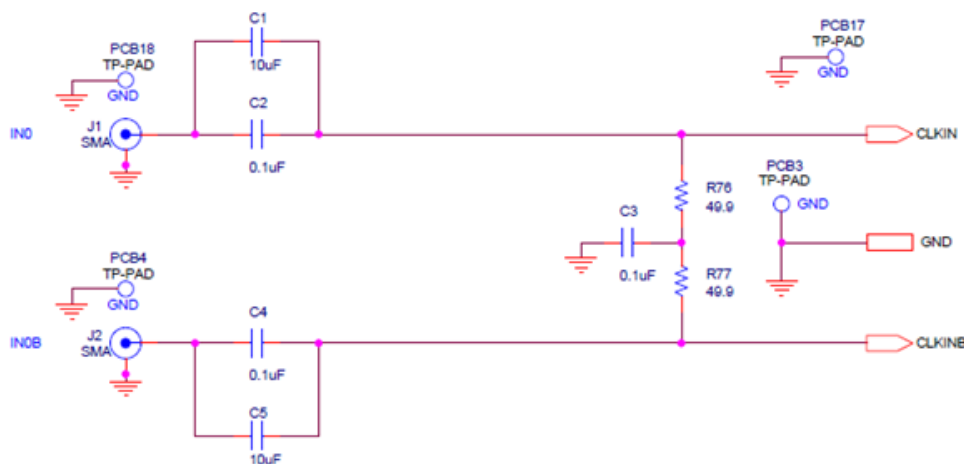 C1
10uF
PCB18
TP-PAD
GND
PCB17
TP-PAD
GND
IN0
J1
SMA
C2
0.1uF
CLKIN
R76
49.9
PCB3
TP-PAD
GND
C3
0.1uF
GND
R77
49.9
PCB4
TP-PAD
GND
IN0B
J2
SMA
C4
0.1uF
CLKINB
C5
10uF